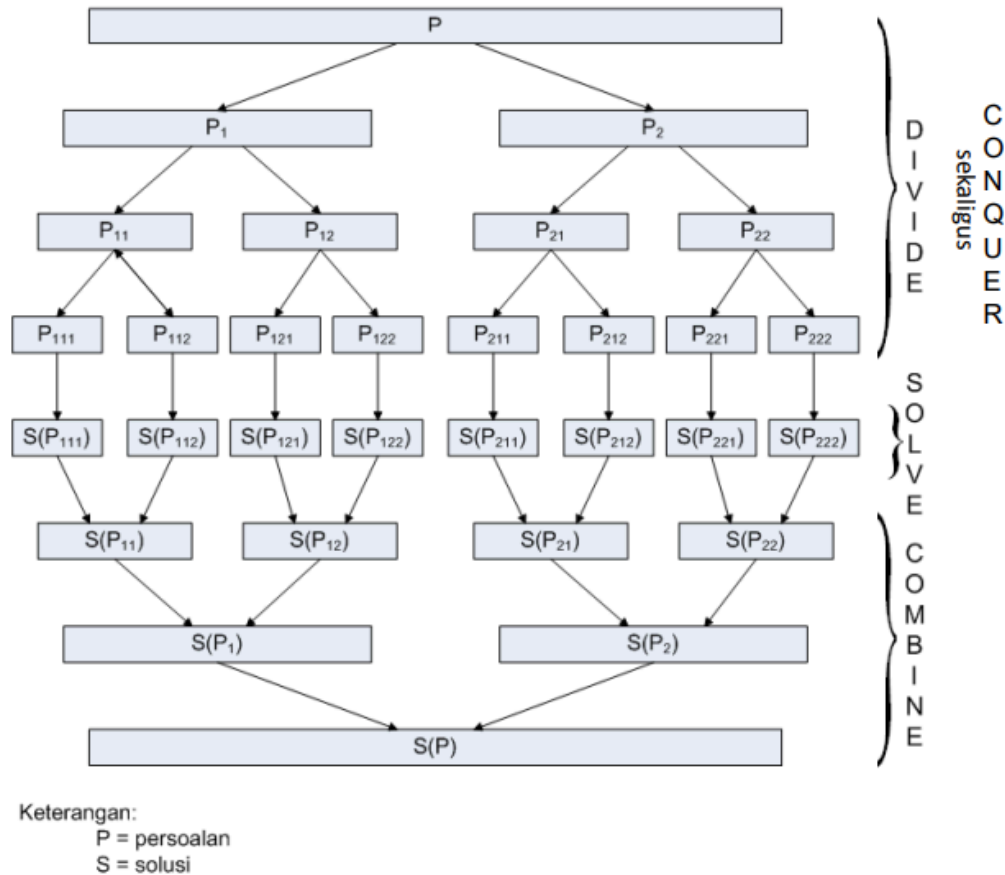 P
P₁ P₂
P₁₁ P₁₂ P₂₁ P₂₂
P₁₁₁ P₁₁₂ P₁₂₁ P₁₂₂ P₂₁₁ P₂₁₂ P₂₂₁ P₂₂₂
S(P₁₁₁) S(P₁₁₂) S(P₁₂₁) S(P₁₂₂) S(P₂₁₁) S(P₂₁₂) S(P₂₂₁) S(P₂₂₂)
S(P₁₁) S(P₁₂) S(P₂₁) S(P₂₂)
S(P₁) S(P₂)
S(P)
DIVIDE
sekaligus
CONQUER
SOLVE
COMBINE
Keterangan:
P = persoalan
S = solusi